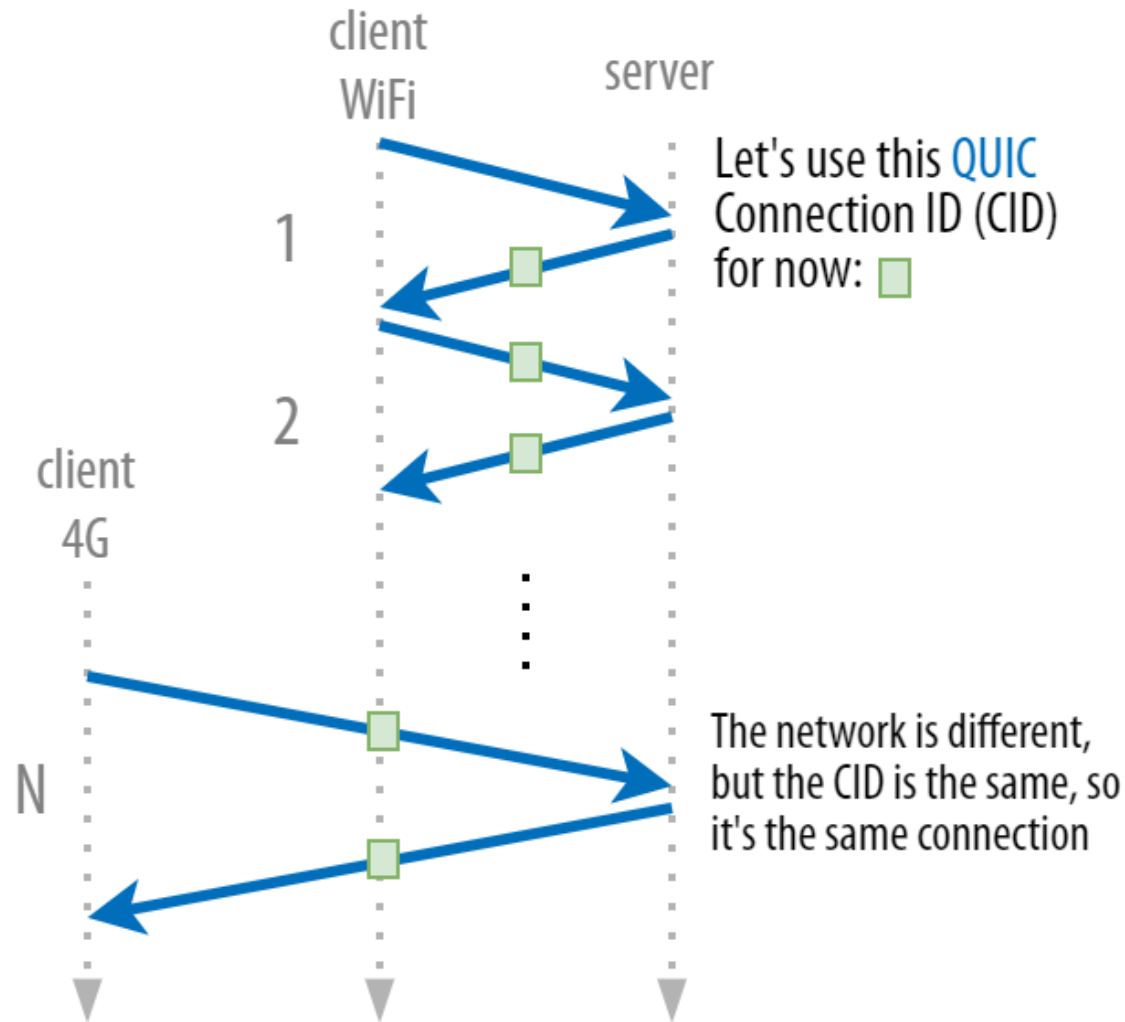 client
WiFi
server
Let's use this QUIC
Connection ID (CID)
for now:
1
2
client
4G
N
The network is different,
but the CID is the same, so
it's the same connection